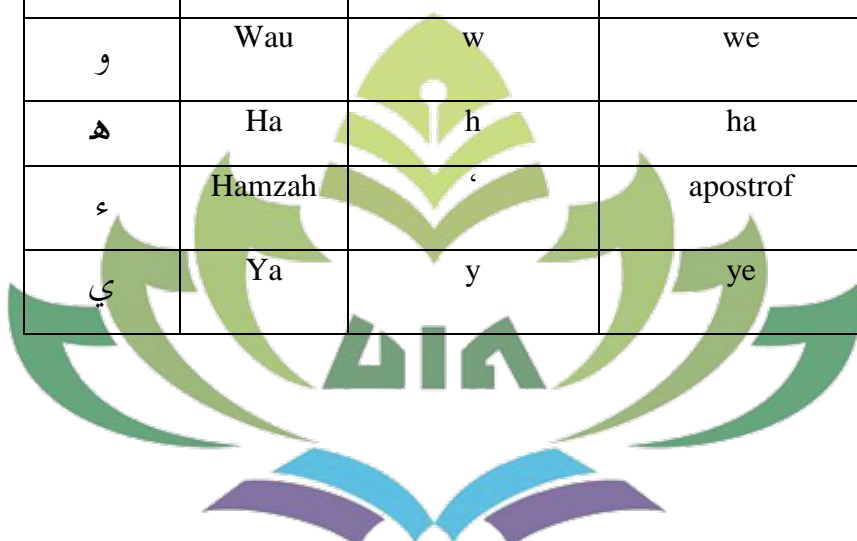 و Wau w we
ه Ha h ha
ء Hamzah ‘ apostrof
ي Ya y ye
UIN